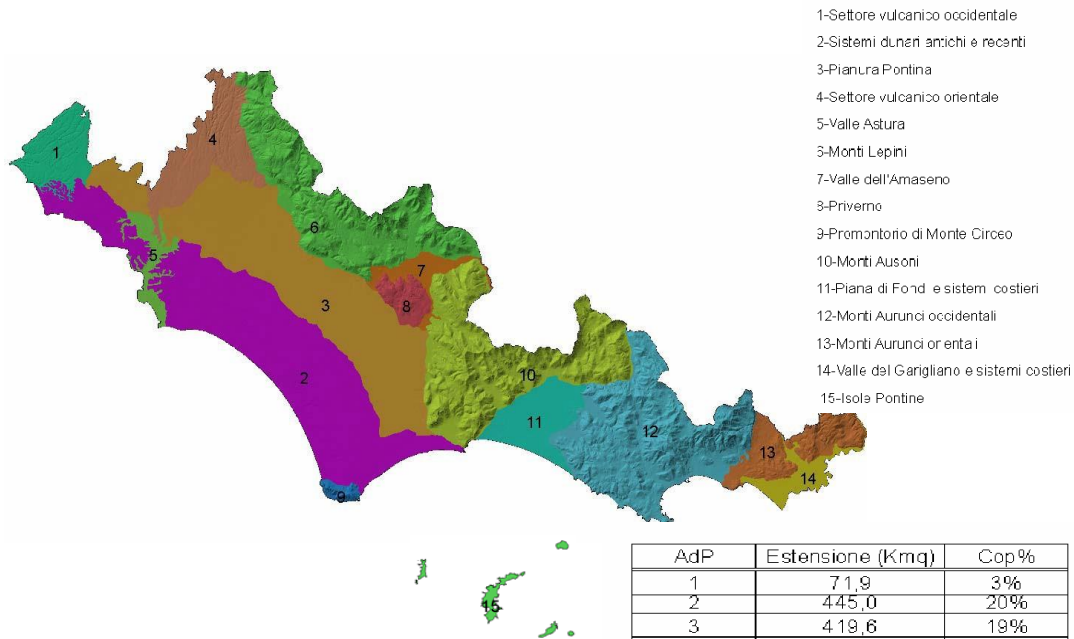 1-Settore vulcanico occidentale
2-Sistemi dunari antichi e recenti
3-Pianura Pontina
4-Settore vulcanico orientale
5-Valle Astura
6-Monti Lepini
7-Valle dell'Amaseno
8-Priverno
9-Promontorio di Monte Circeo
10-Monti Ausoni
11-Piana di Fondi e sistemi costieri
12-Monti Aurunci occidentali
13-Monti Aurunci orientali
14-Valle del Garigliano e sistemi costieri
15-Isole Pontine
1
4
5
6
7
8
3
2
10
11
12
13
14
9
15
AdP Estensione (Kmq) Cop%
1 71,9 3%
2 445,0 20%
3 419,6 19%